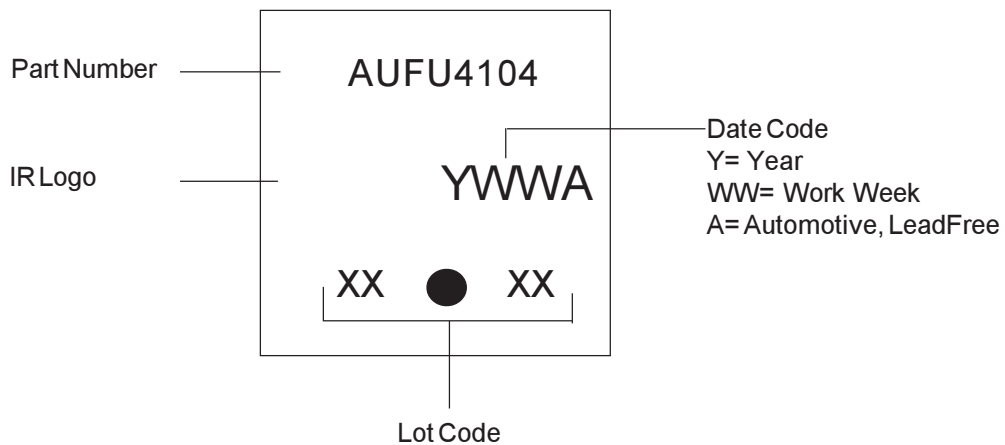 Part Number
AUFU4104
Date Code
Y= Year
WW= Work Week
A= Automotive, LeadFree
IR Logo
YWWA
XX XX
Lot Code